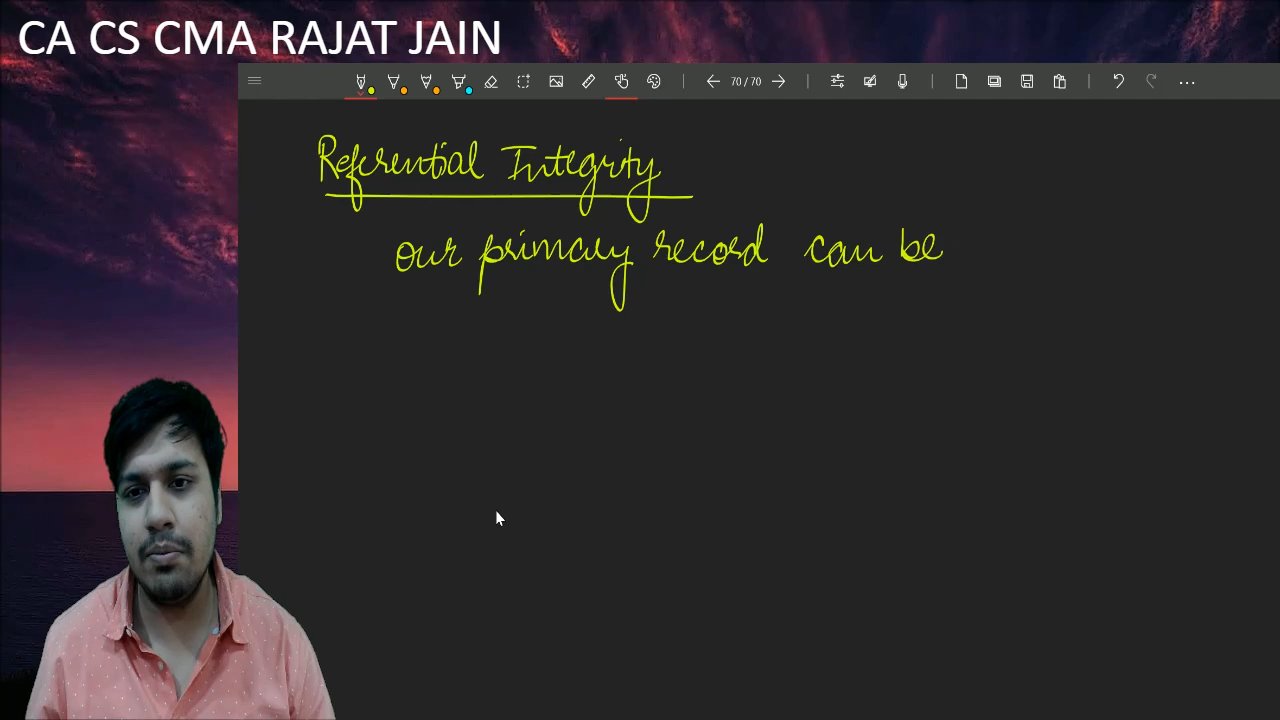 CA CS CMA RAJAT JAIN
70/70
Referential Integrity
our primary record can be